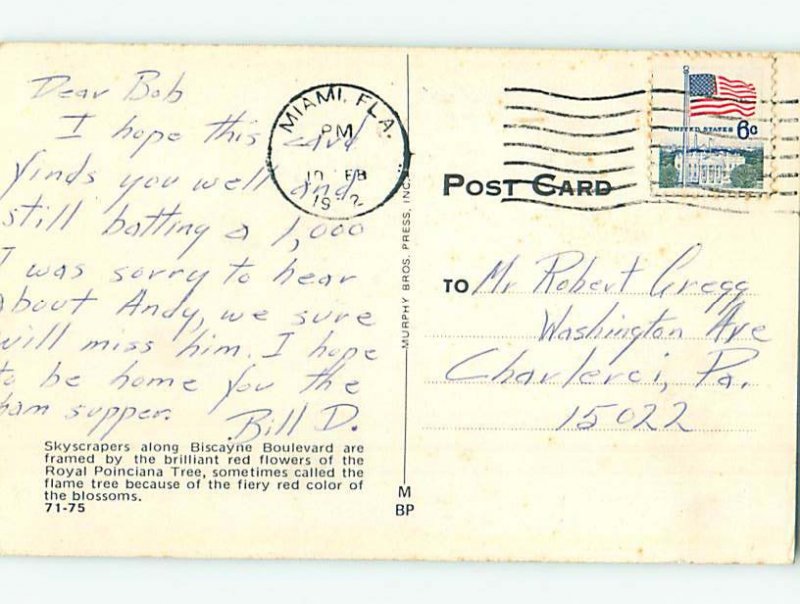 Dear Bob
I hope this card
finds you well and
still batting a 1,000
I was sorry to hear
about Andy, we sure
will miss him. I hope
to be home for the
ham supper.
Bill D.
Skyscrapers along Biscayne Boulevard are
framed by the brilliant red flowers of the
Royal Poinciana Tree, sometimes called the
flame tree because of the fiery red color of
the blossoms.
71-75
MIAMI, FLA.
PM
FEB
MURPHY BROS. PRESS, INC.
M
BP
UNITED STATES 6c
POST CARD
TO Mr Robert Gregg
Washington Ave
Charleroi, Pa.
15022